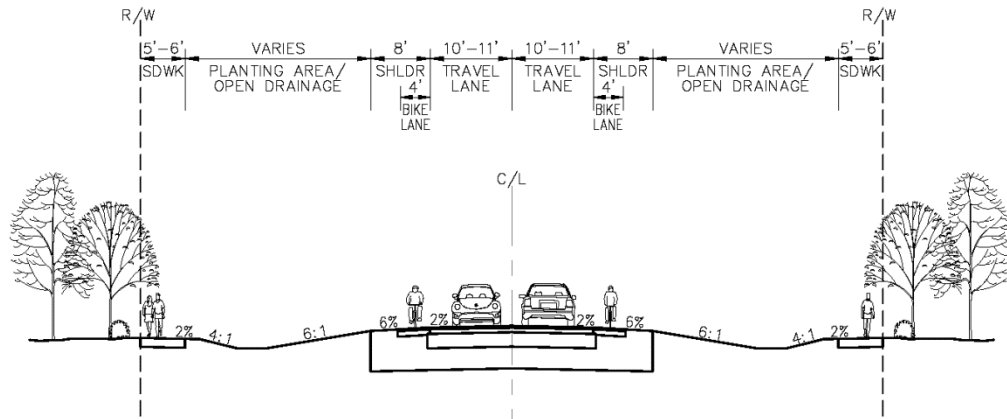 R/W R/W
5'-6' VARIES 8' 10'-11' 10'-11' 8' VARIES 5'-6'
SDWK PLANTING AREA/ SHLDR TRAVEL TRAVEL SHLDR PLANTING AREA/ SDWK
OPEN DRAINAGE 4' LANE LANE 4' OPEN DRAINAGE
BIKE BIKE
LANE LANE
C/L
2% 4:1 6:1 6% 2% 2% 6% 6:1 4:1 2%